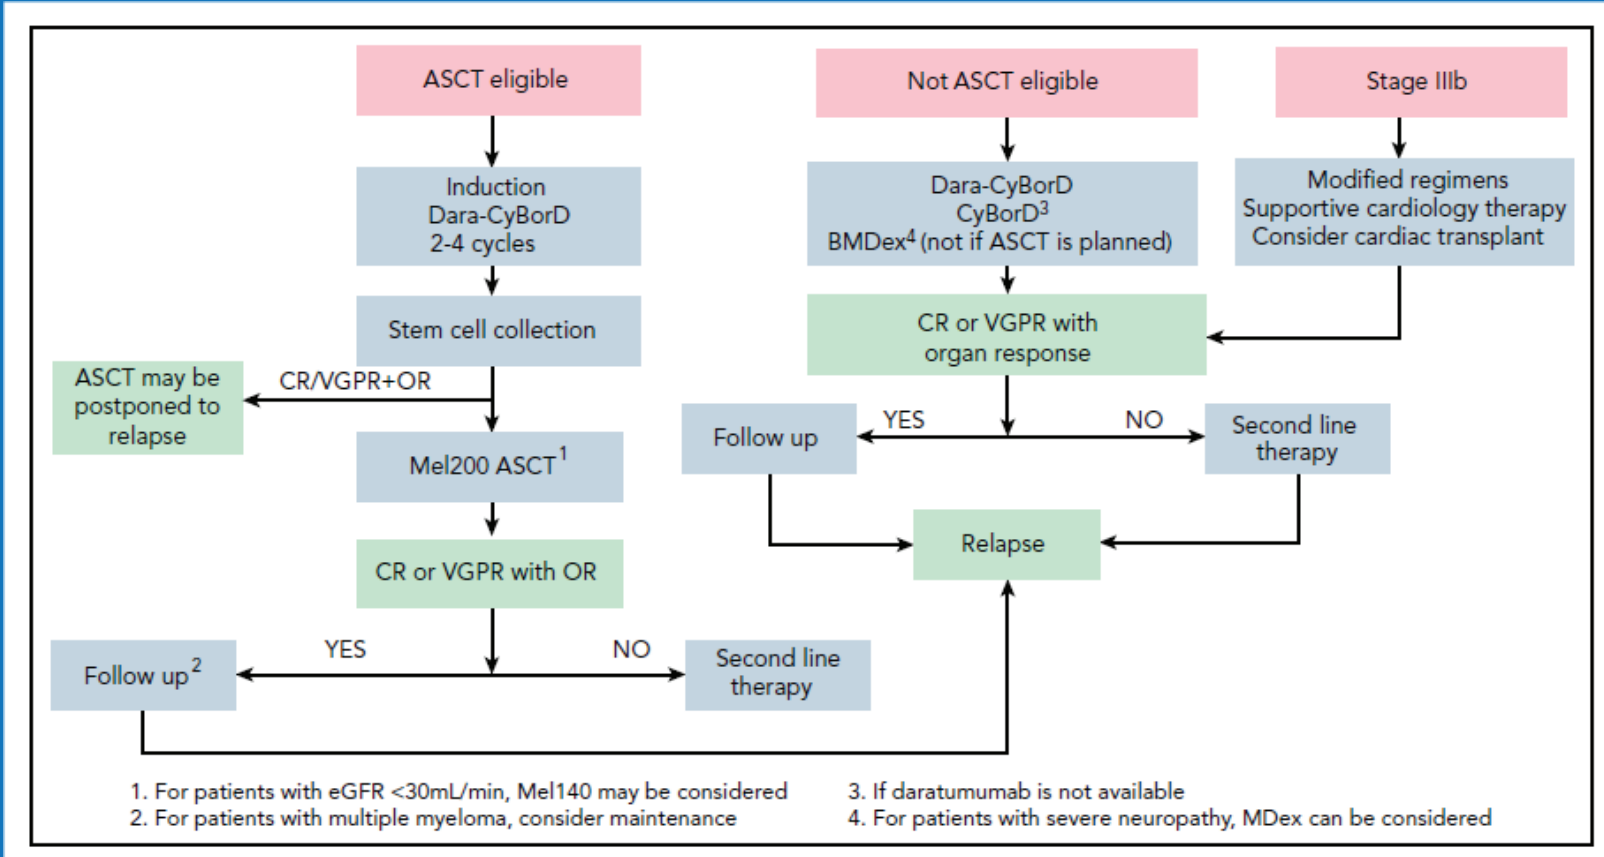 ASCT eligible
Not ASCT eligible
Stage IIIb
Induction
Dara-CyBorD
2-4 cycles
Dara-CyBorD
CyBorD³
BMDex⁴ (not if ASCT is planned)
Modified regimens
Supportive cardiology therapy
Consider cardiac transplant
Stem cell collection
CR or VGPR with
organ response
ASCT may be
postponed to
relapse
CR/VGPR+OR
Mel200 ASCT¹
Follow up
YES
NO
Second line
therapy
Relapse
CR or VGPR with OR
Follow up²
YES
NO
Second line
therapy
1. For patients with eGFR <30mL/min, Mel140 may be considered
2. For patients with multiple myeloma, consider maintenance
3. If daratumumab is not available
4. For patients with severe neuropathy, MDex can be considered